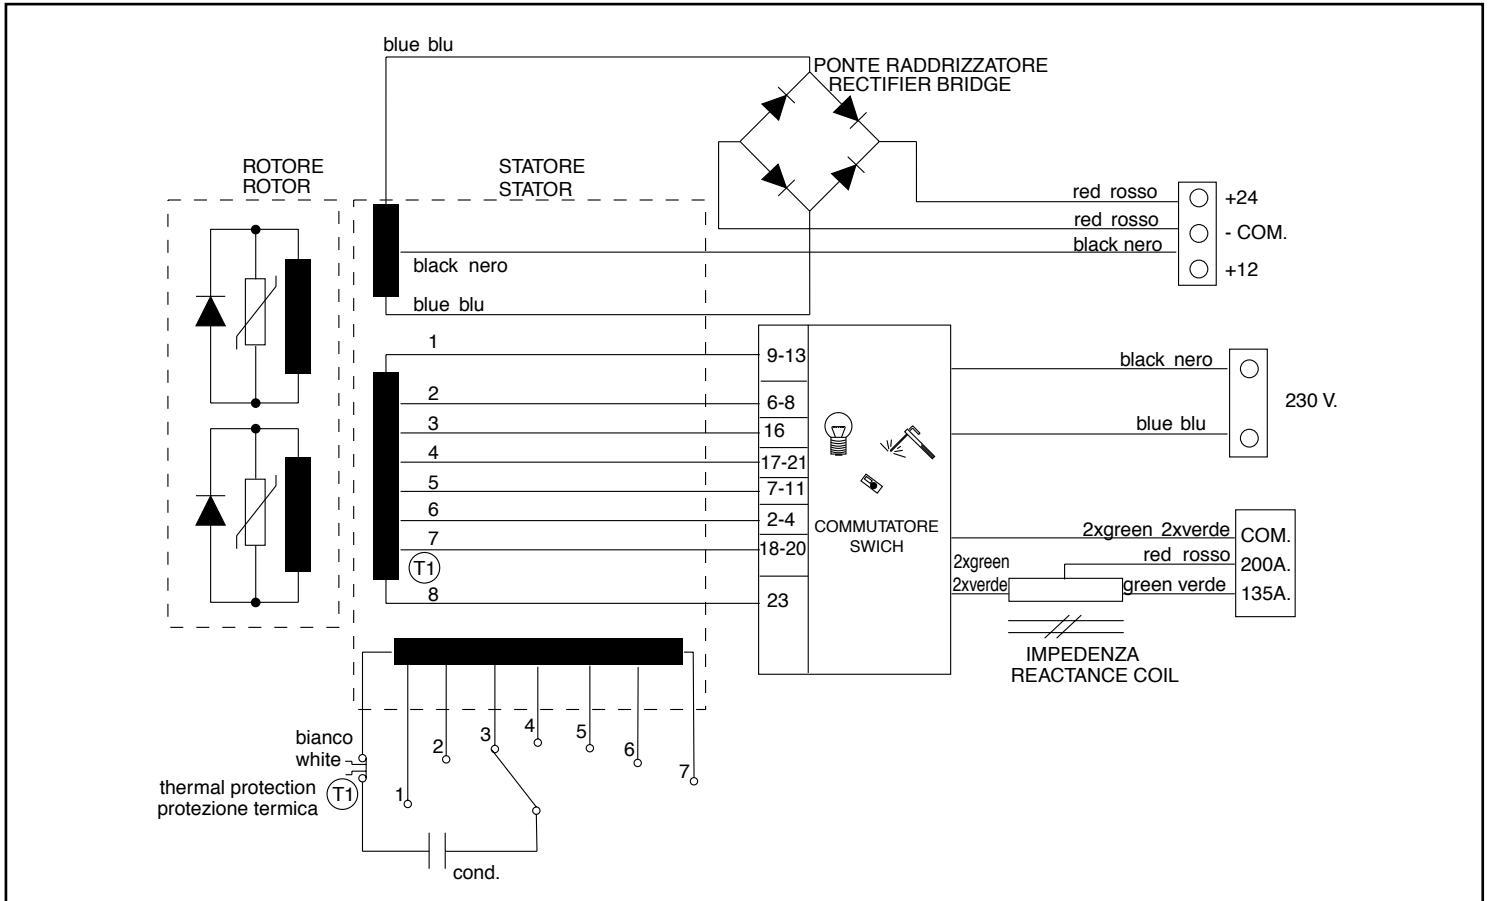 blue blu
PONTE RADDRIZZATORE
RECTIFIER BRIDGE
ROTORE
ROTOR
STATORE
STATOR
red rosso
+24
red rosso
- COM.
black nero
+12
black nero
blue blu
1
2
3
4
5
6
7
T1
8
9-13
6-8
16
17-21
7-11
2-4
18-20
23
COMMUTATORE
SWICH
black nero
230 V.
blue blu
2xgreen 2xverde
COM.
2xgreen
red rosso
200A.
2xverde
green verde
135A.
IMPEDENZA
REACTANCE COIL
bianco
white
thermal protection
protezione termica
T1
1
2
3
4
5
6
7
cond.